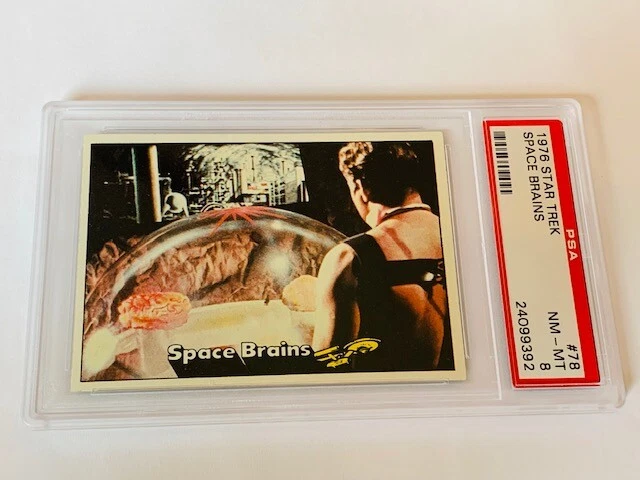 Space Brains
1976 STAR TREK #78
SPACE BRAINS NM - MT 8
PSA 24099392